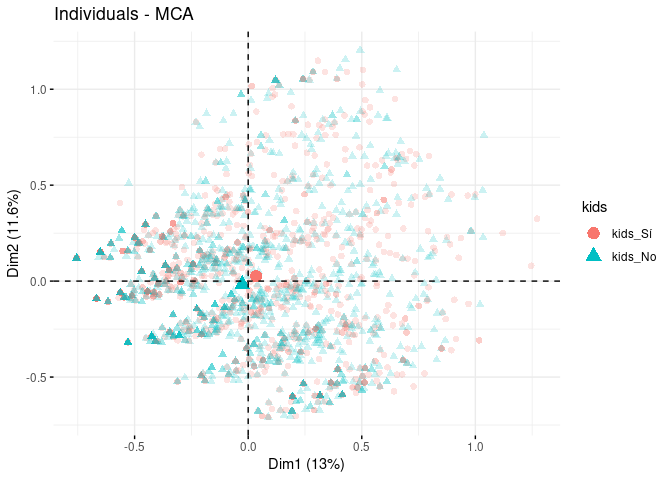 Individuals - MCA
1.0
0.5
0.0
-0.5
Dim2 (11.6%)
-0.5
0.0
0.5
1.0
Dim1 (13%)
kids
kids_Sí
kids_No